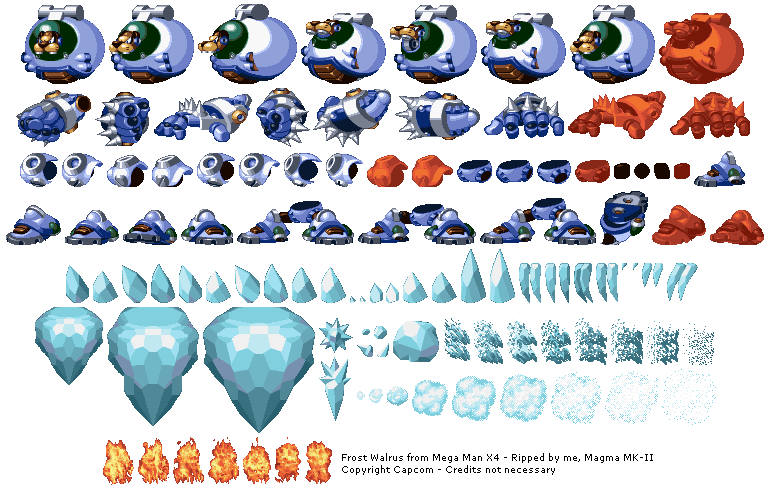 Frost Walrus from Mega Man X4 - Ripped by me, Magma MK-II
Copyright Capcom - Credits not necessary